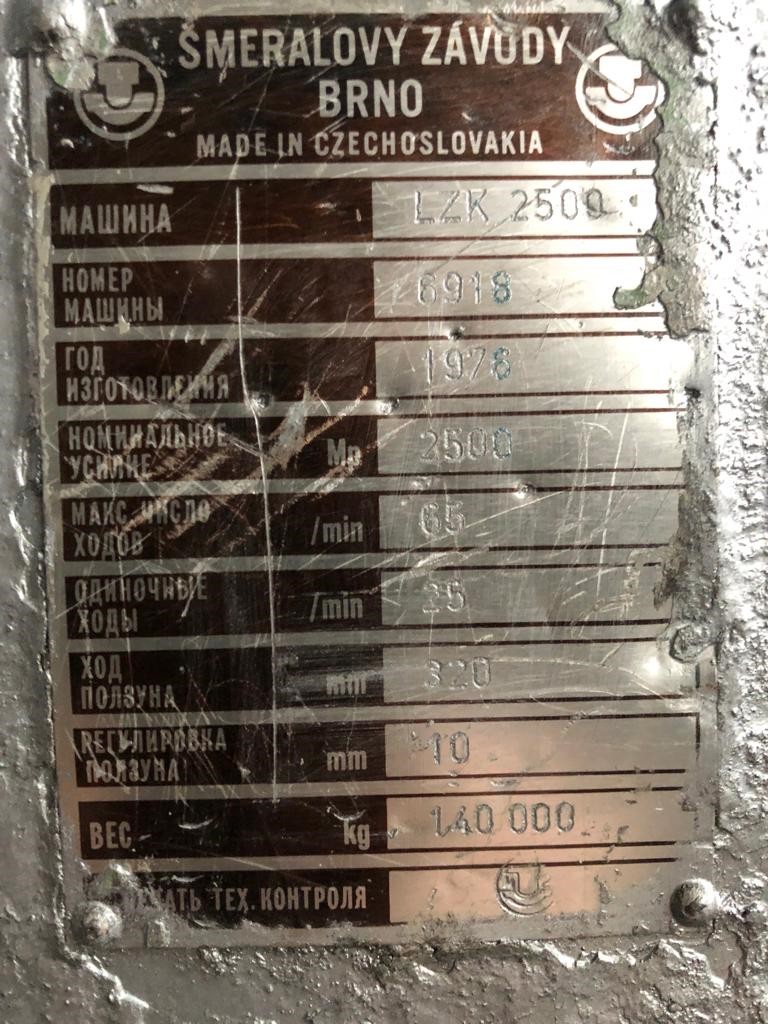 ŠMERALOVY ZÁVODY
BRNO
MADE IN CZECHOSLOVAKIA
МАШИНА LZK 2500
НОМЕР
МАШИНЫ 6918
ГОД
ИЗГОТОВЛЕНИЯ 1976
НОМИНАЛЬНОЕ
УСИЛИЕ Mp 2500
МАКС. ЧИСЛО
ХОДОВ /min 65
ОДИНОЧНЫЕ
ХОДЫ /min
ХОД
ПОЛЗУНА mm 320
РЕГУЛИРОВКА
ПОЛЗУНА mm 10
ВЕС kg 140 000
ТЕХ. КОНТРОЛЯ